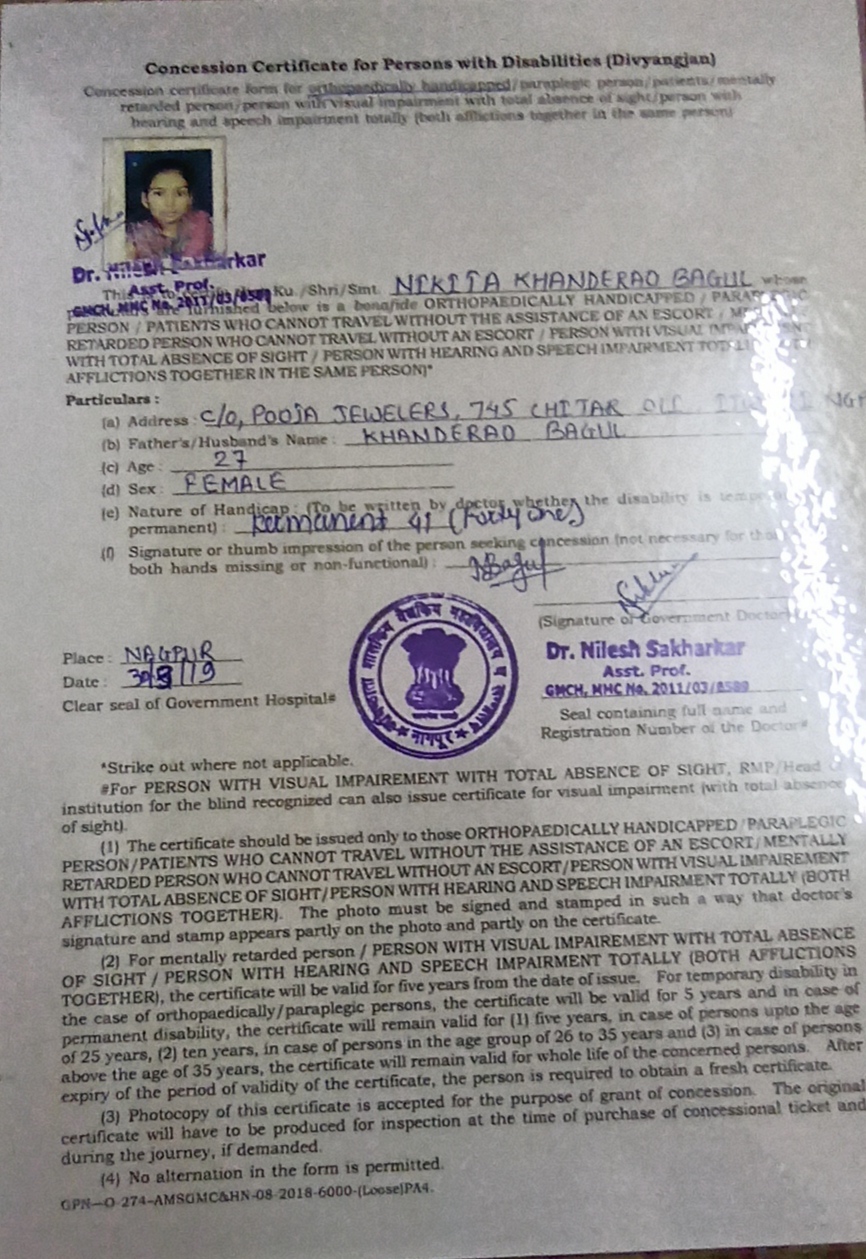 Concession Certificate for Persons with Disabilities (Divyangjan)
Concession certificate form for orthopaedically handicapped/paraplegic person/patients/mentally
retarded person/person with visual impairment with total absence of sight/person with
hearing and speech impairment totally (both afflictions together in the same person)
Dr. Nilesh Sakharkar
Asst. Prof.
GMCH, MMC No. 2011/03/0589
This Ku./Shri/Smt. NIKITA KHANDERAO BAGUL whose
furnished below is a bonafide ORTHOPAEDICALLY HANDICAPPED / PARAPLEGIC
PERSON / PATIENTS WHO CANNOT TRAVEL WITHOUT THE ASSISTANCE OF AN ESCORT /
RETARDED PERSON WHO CANNOT TRAVEL WITHOUT AN ESCORT / PERSON WITH VISUAL IMPAIRMENT
WITH TOTAL ABSENCE OF SIGHT / PERSON WITH HEARING AND SPEECH IMPAIRMENT
AFFLICTIONS TOGETHER IN THE SAME PERSON)*
Particulars :
(a) Address : C/O, POOJA JEWELERS, 745 CHITAR OLI
(b) Father's/Husband's Name : KHANDERAO BAGUL
(c) Age : 27
(d) Sex : FEMALE
(e) Nature of Handicap : (To be written by doctor whether the disability is
permanent) : permanent 41 (Forty one)
(f) Signature or thumb impression of the person seeking concession (not necessary for
both hands missing or non-functional) : NBagul
(Signature of Government Doctor)
Place : NAGPUR
Date : 30/8/19
Clear seal of Government Hospital#
नागपूर
Dr. Nilesh Sakharkar
Asst. Prof.
GMCH, MMC No. 2011/03/0589
Seal containing full name and
Registration Number of the Doctor#
*Strike out where not applicable.
#For PERSON WITH VISUAL IMPAIREMENT WITH TOTAL ABSENCE OF SIGHT, RMP/Head of
institution for the blind recognized can also issue certificate for visual impairment (with total absence
of sight).
(1) The certificate should be issued only to those ORTHOPAEDICALLY HANDICAPPED/PARAPLEGIC
PERSON/PATIENTS WHO CANNOT TRAVEL WITHOUT THE ASSISTANCE OF AN ESCORT/MENTALLY
RETARDED PERSON WHO CANNOT TRAVEL WITHOUT AN ESCORT/PERSON WITH VISUAL IMPAIREMENT
WITH TOTAL ABSENCE OF SIGHT/PERSON WITH HEARING AND SPEECH IMPAIRMENT TOTALLY (BOTH
AFFLICTIONS TOGETHER). The photo must be signed and stamped in such a way that doctor's
signature and stamp appears partly on the photo and partly on the certificate.
(2) For mentally retarded person / PERSON WITH VISUAL IMPAIREMENT WITH TOTAL ABSENCE
OF SIGHT / PERSON WITH HEARING AND SPEECH IMPAIRMENT TOTALLY (BOTH AFFLICTIONS
TOGETHER), the certificate will be valid for five years from the date of issue. For temporary disability in
the case of orthopaedically/paraplegic persons, the certificate will be valid for 5 years and in case of
permanent disability, the certificate will remain valid for (1) five years, in case of persons upto the age
of 25 years, (2) ten years, in case of persons in the age group of 26 to 35 years and (3) in case of persons
above the age of 35 years, the certificate will remain valid for whole life of the concerned persons. After
expiry of the period of validity of the certificate, the person is required to obtain a fresh certificate.
(3) Photocopy of this certificate is accepted for the purpose of grant of concession. The original
certificate will have to be produced for inspection at the time of purchase of concessional ticket and
during the journey, if demanded.
(4) No alternation in the form is permitted.
GPN—O-274-AMSGMC&HN-08-2018-6000-(Loose)PA4.